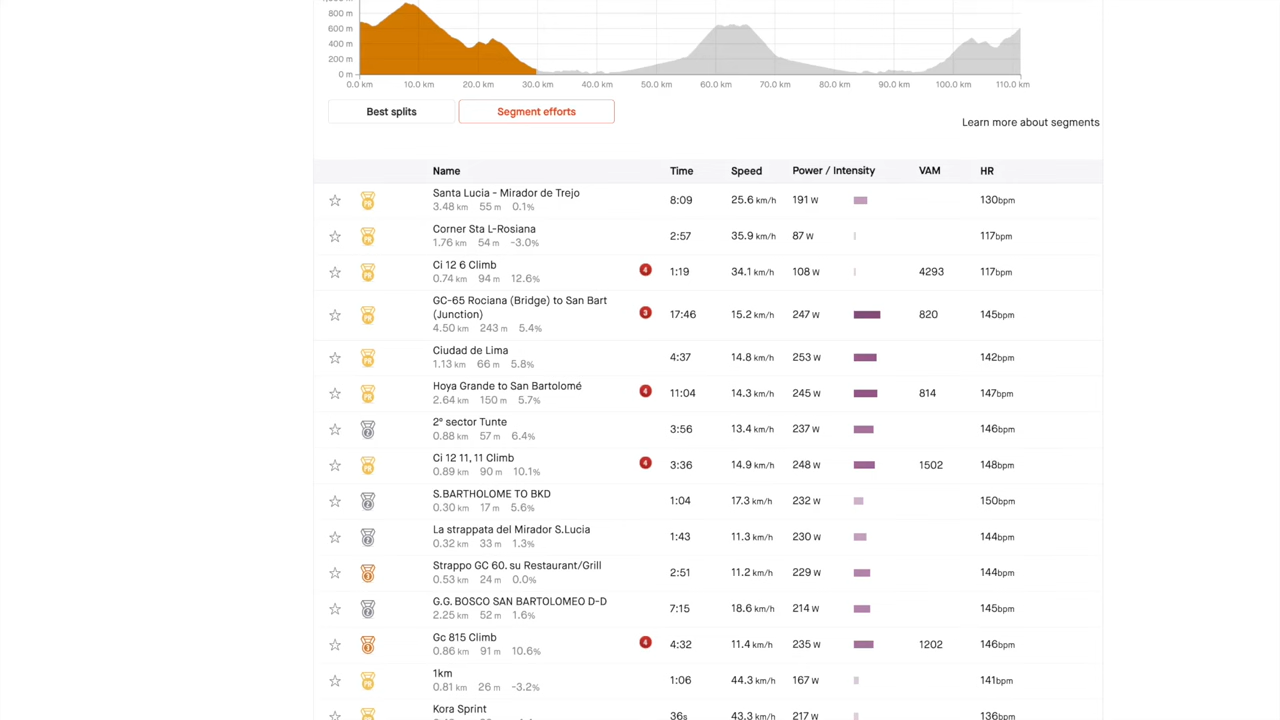 800 m
600 m
400 m
200 m
0 m
0.0 km 10.0 km 20.0 km 30.0 km 40.0 km 50.0 km 60.0 km 70.0 km 80.0 km 90.0 km 100.0 km 110.0 km
Best splits Segment efforts
Learn more about segments
Name Time Speed Power / Intensity VAM HR
Santa Lucia - Mirador de Trejo
3.48 km 55 m 0.1%
8:09 25.6 km/h 191 W 130bpm
Corner Sta L-Rosiana
1.76 km 54 m -3.0%
2:57 35.9 km/h 87 W 117bpm
Ci 12 6 Climb
0.74 km 94 m 12.6%
4 1:19 34.1 km/h 108 W 4293 117bpm
GC-65 Rociana (Bridge) to San Bart
(Junction)
4.50 km 243 m 5.4%
3 17:46 15.2 km/h 247 W 820 145bpm
Ciudad de Lima
1.13 km 66 m 5.8%
4:37 14.8 km/h 253 W 142bpm
Hoya Grande to San Bartolomé
2.64 km 150 m 5.7%
4 11:04 14.3 km/h 245 W 814 147bpm
2º sector Tunte
0.88 km 57 m 6.4%
3:56 13.4 km/h 237 W 146bpm
Ci 12 11, 11 Climb
0.89 km 90 m 10.1%
4 3:36 14.9 km/h 248 W 1502 148bpm
S.BARTHOLOME TO BKD
0.30 km 17 m 5.6%
1:04 17.3 km/h 232 W 150bpm
La strappata del Mirador S.Lucia
0.32 km 33 m 1.3%
1:43 11.3 km/h 230 W 144bpm
Strappo GC 60. su Restaurant/Grill
0.53 km 24 m 0.0%
2:51 11.2 km/h 229 W 144bpm
G.G. BOSCO SAN BARTOLOMEO D-D
2.25 km 52 m 1.6%
7:15 18.6 km/h 214 W 145bpm
Gc 815 Climb
0.86 km 91 m 10.6%
4 4:32 11.4 km/h 235 W 1202 146bpm
1km
0.81 km 26 m -3.2%
1:06 44.3 km/h 167 W 141bpm
Kora Sprint
36s 43.3 km/h 217 W 136bpm